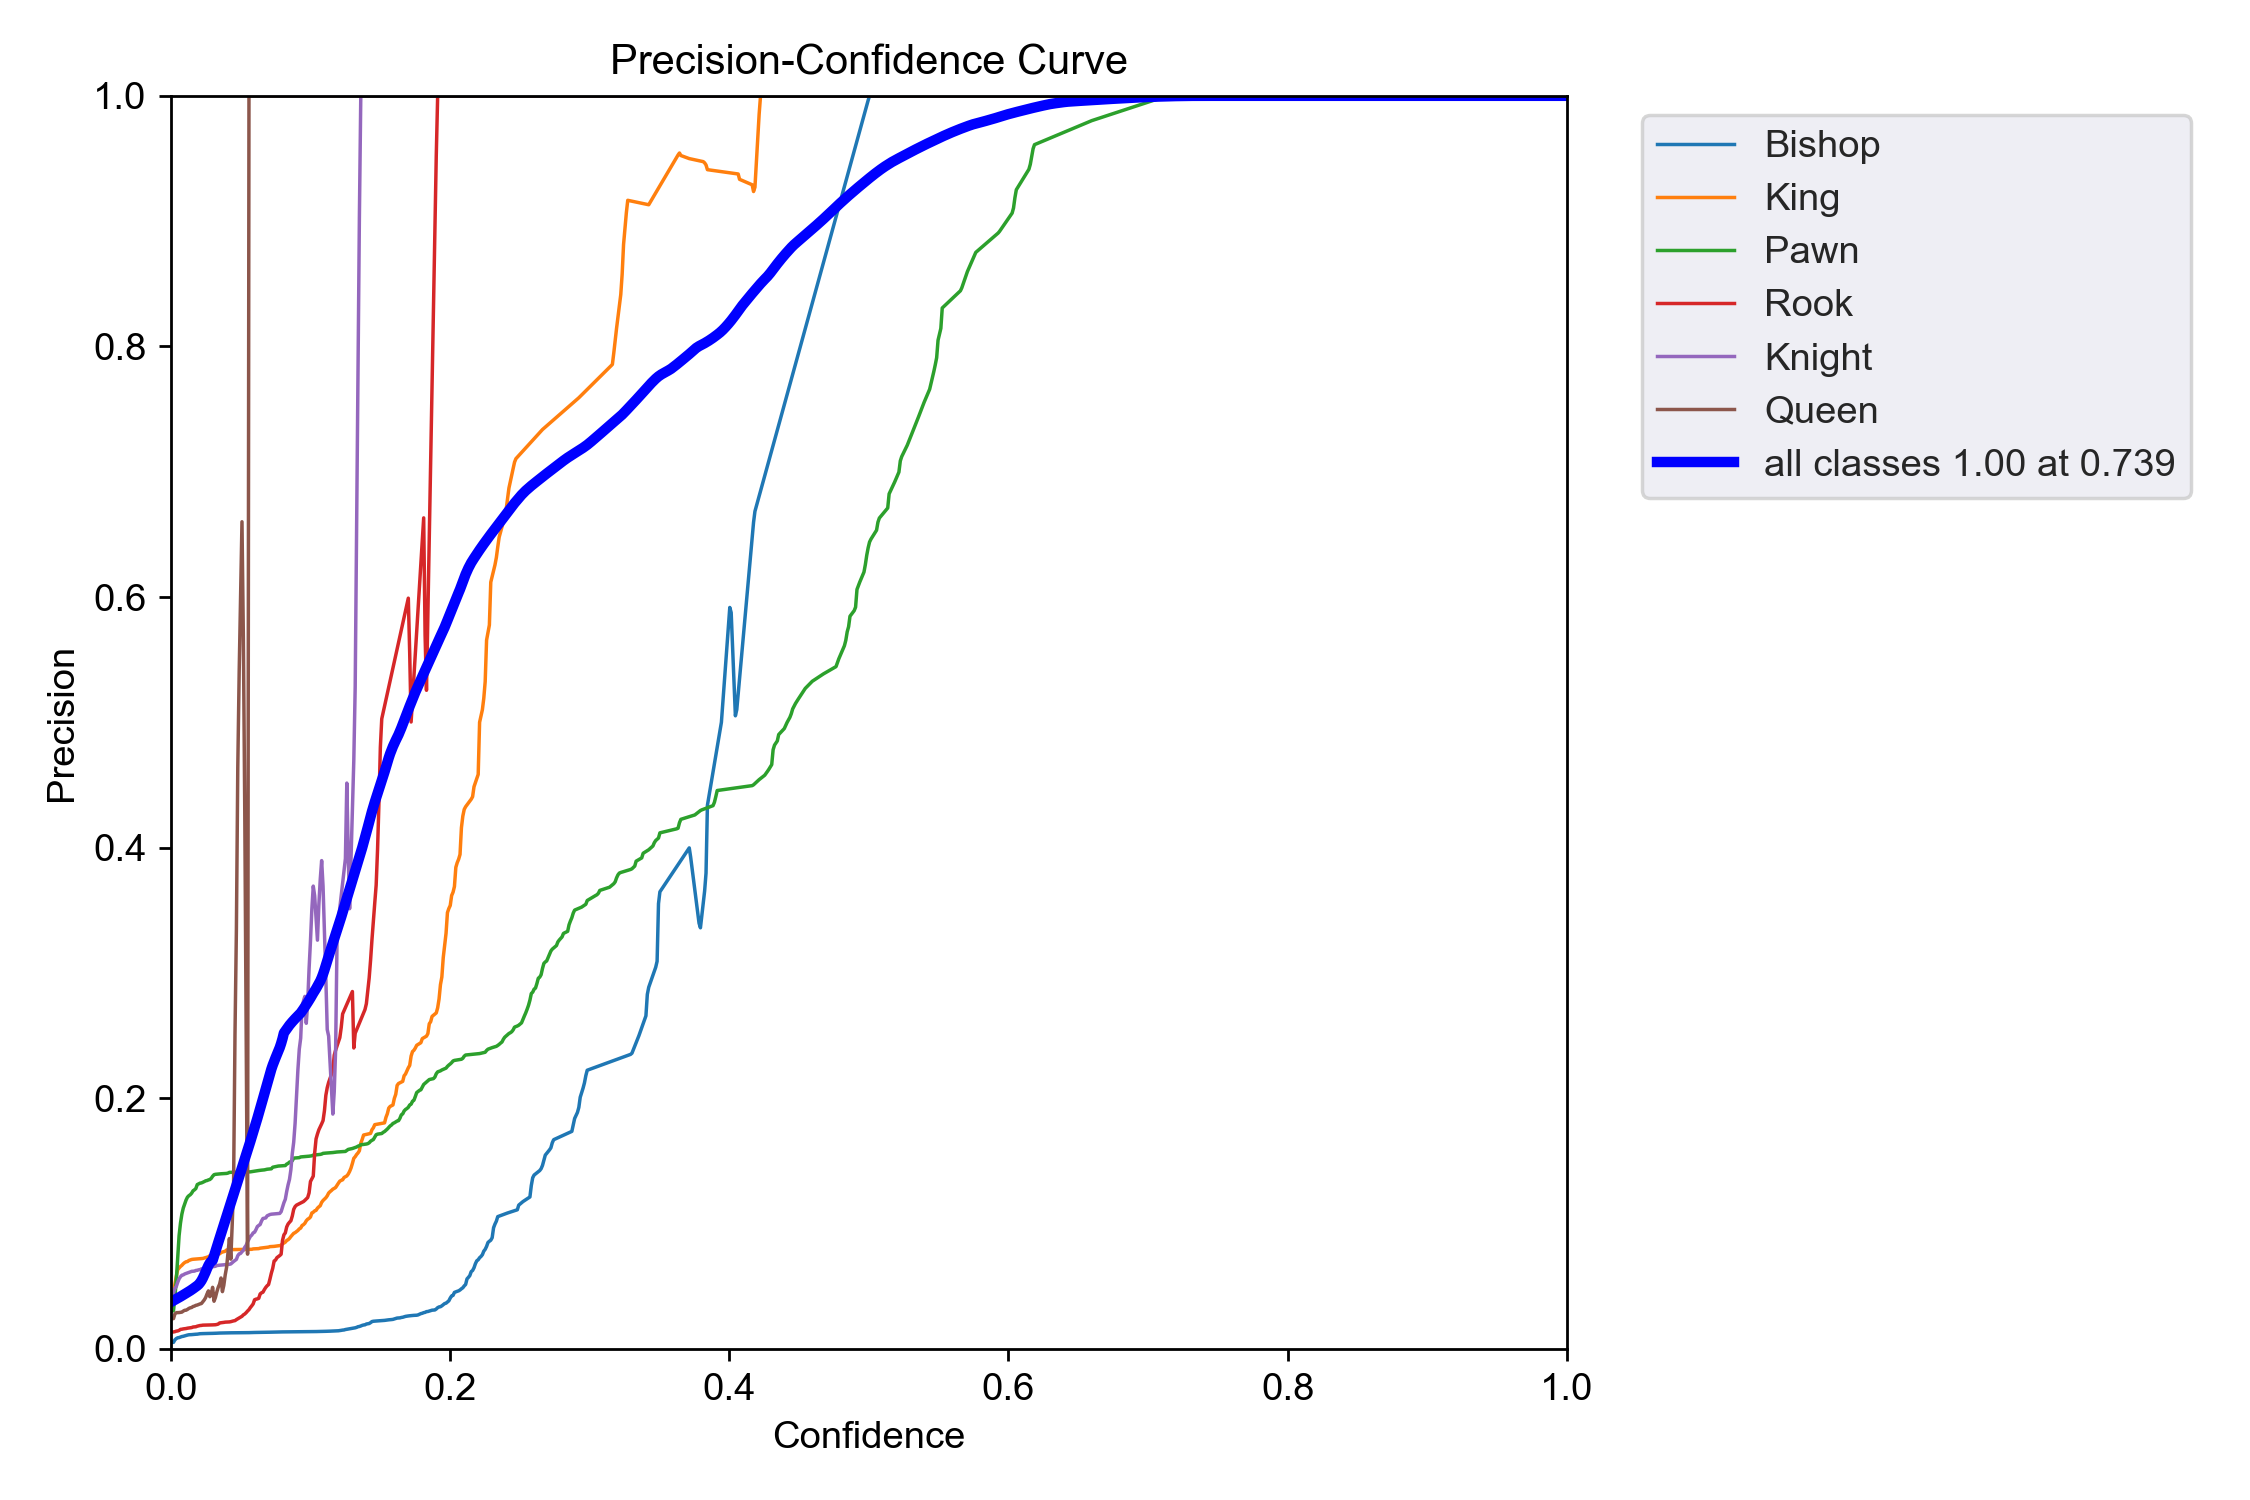 Precision-Confidence Curve
1.0
0.8
0.6
0.4
0.2
0.0
Precision
0.0 0.2 0.4 0.6 0.8 1.0
Confidence
Bishop
King
Pawn
Rook
Knight
Queen
all classes 1.00 at 0.739